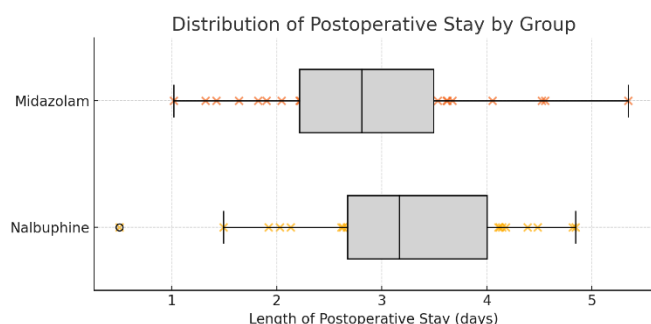 Distribution of Postoperative Stay by Group
Midazolam
Nalbuphine
1 2 3 4 5
Length of Postoperative Stay (days)